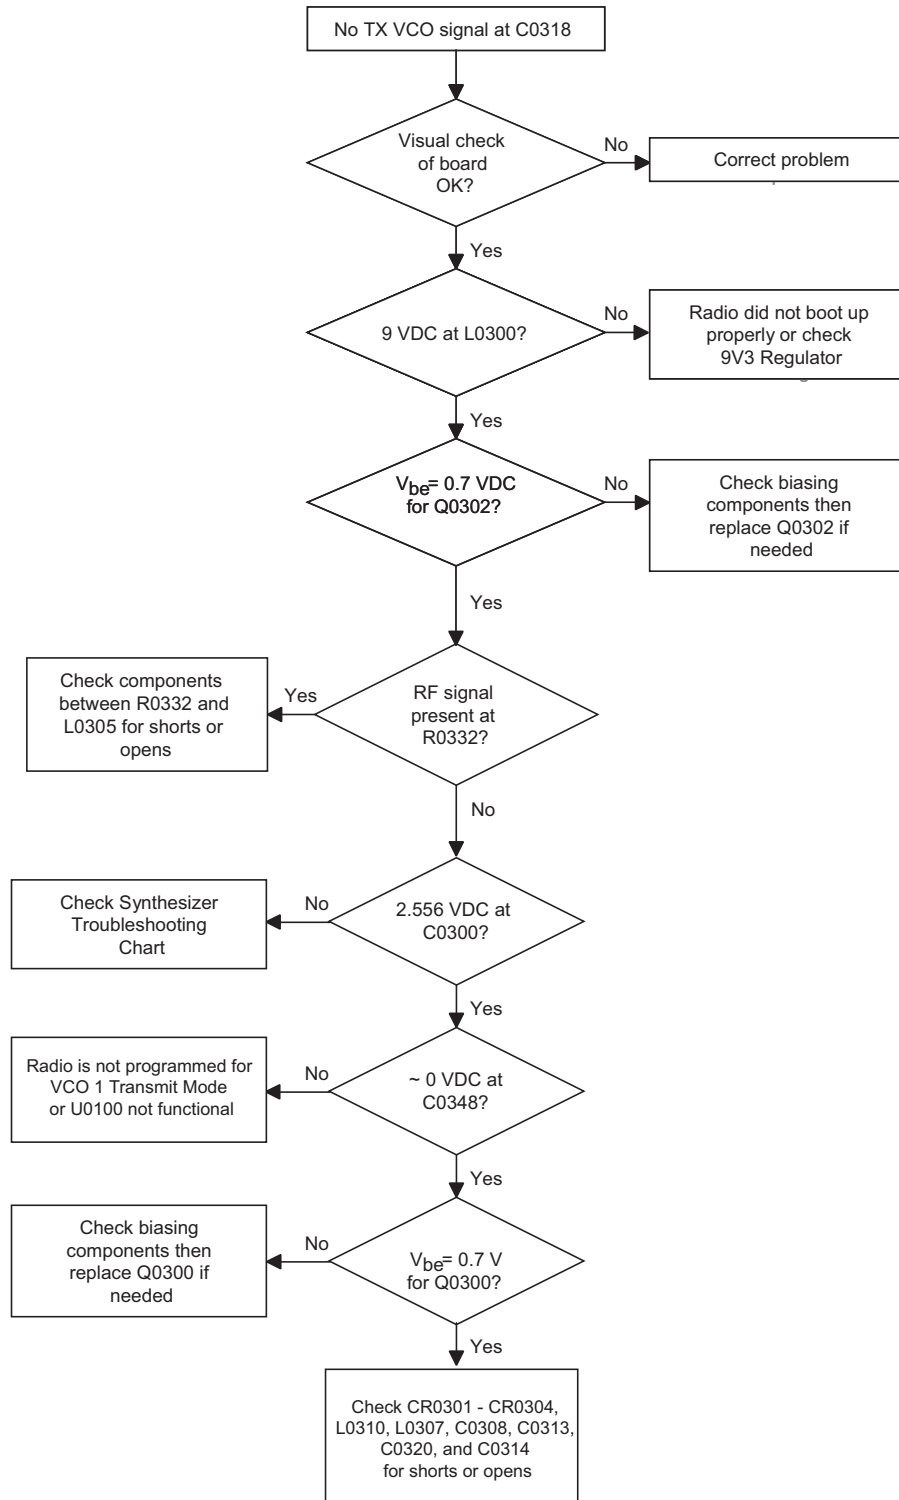 No TX VCO signal at C0318
Visual check
of board
OK?
No
Correct problem
Yes
9 VDC at L0300?
No
Radio did not boot up
properly or check
9V3 Regulator
Yes
Vbe= 0.7 VDC
for Q0302?
No
Check biasing
components then
replace Q0302 if
needed
Yes
RF signal
present at
R0332?
Yes
Check components
between R0332 and
L0305 for shorts or
opens
No
2.556 VDC at
C0300?
No
Check Synthesizer
Troubleshooting
Chart
Yes
~ 0 VDC at
C0348?
No
Radio is not programmed for
VCO 1 Transmit Mode
or U0100 not functional
Yes
Vbe= 0.7 V
for Q0300?
No
Check biasing
components then
replace Q0300 if
needed
Yes
Check CR0301 - CR0304,
L0310, L0307, C0308, C0313,
C0320, and C0314
for shorts or opens